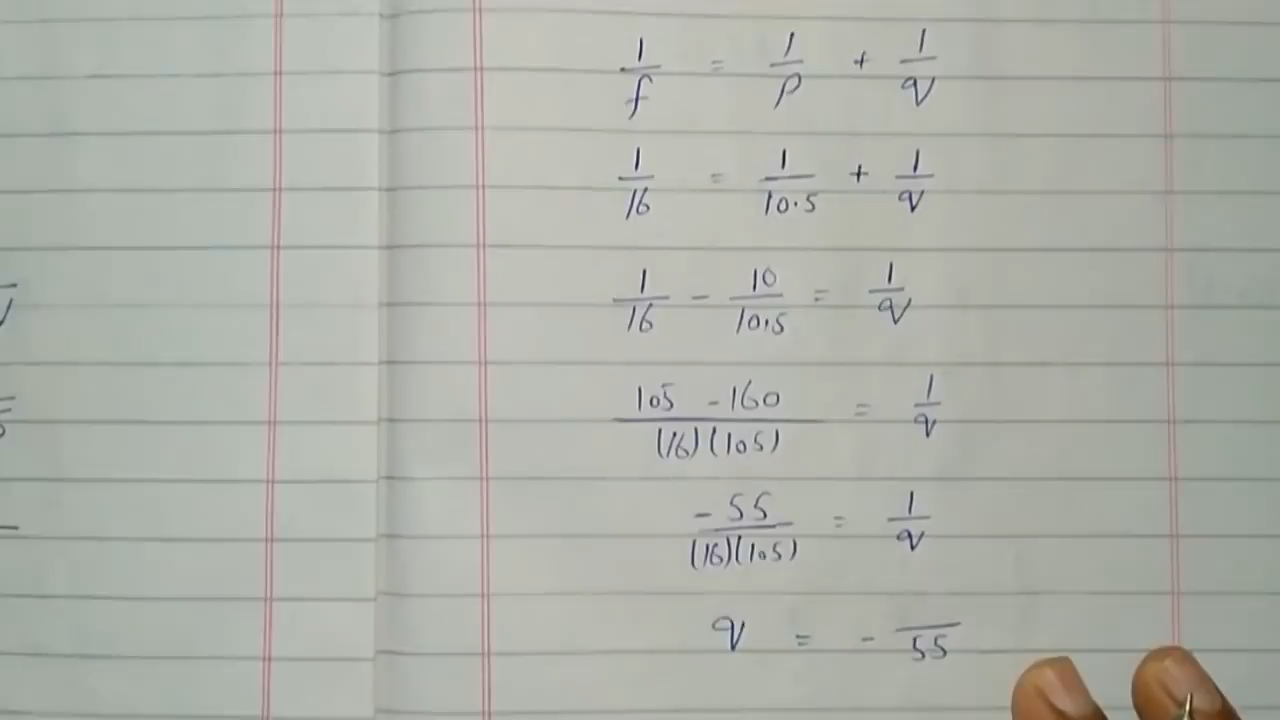 1/f = 1/p + 1/q
1/16 = 1/10.5 + 1/q
1/16 - 10/10.5 = 1/q
105 - 160 / (16)(105) = 1/q
-55 / (16)(105) = 1/q
q = - /55